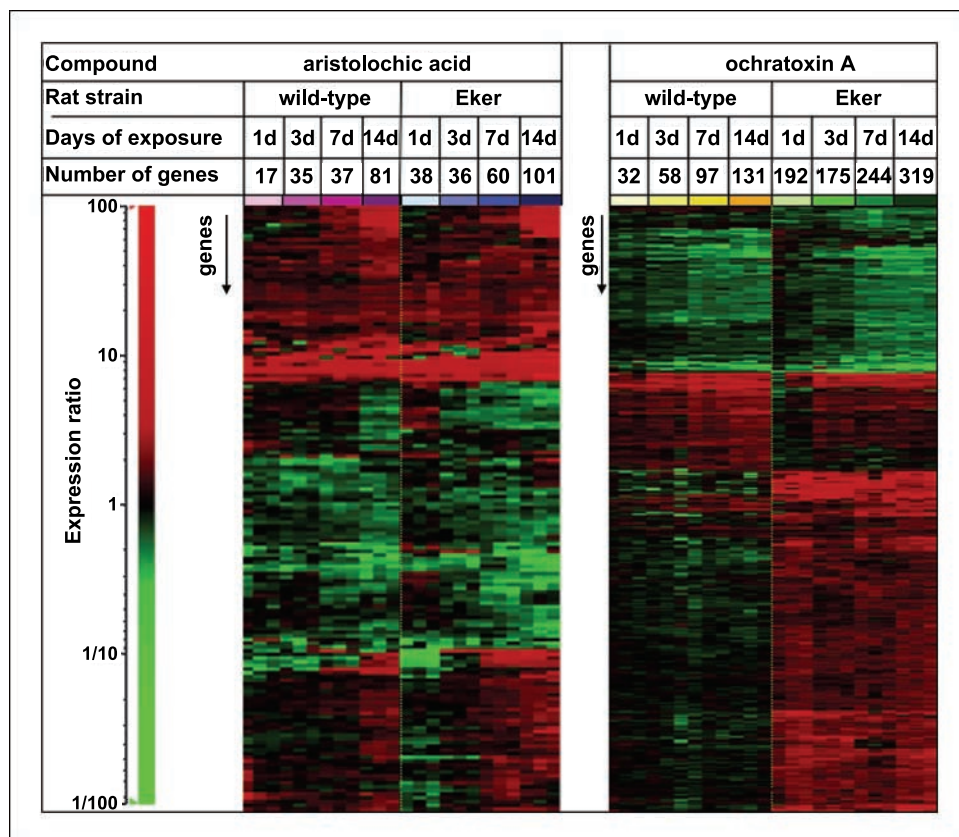 Compound aristolochic acid ochratoxin A
Rat strain wild-type Eker wild-type Eker
Days of exposure 1d 3d 7d 14d 1d 3d 7d 14d 1d 3d 7d 14d 1d 3d 7d 14d
Number of genes 17 35 37 81 38 36 60 101 32 58 97 131 192 175 244 319
100
genes
genes
10
Expression ratio
1
1/10
1/100